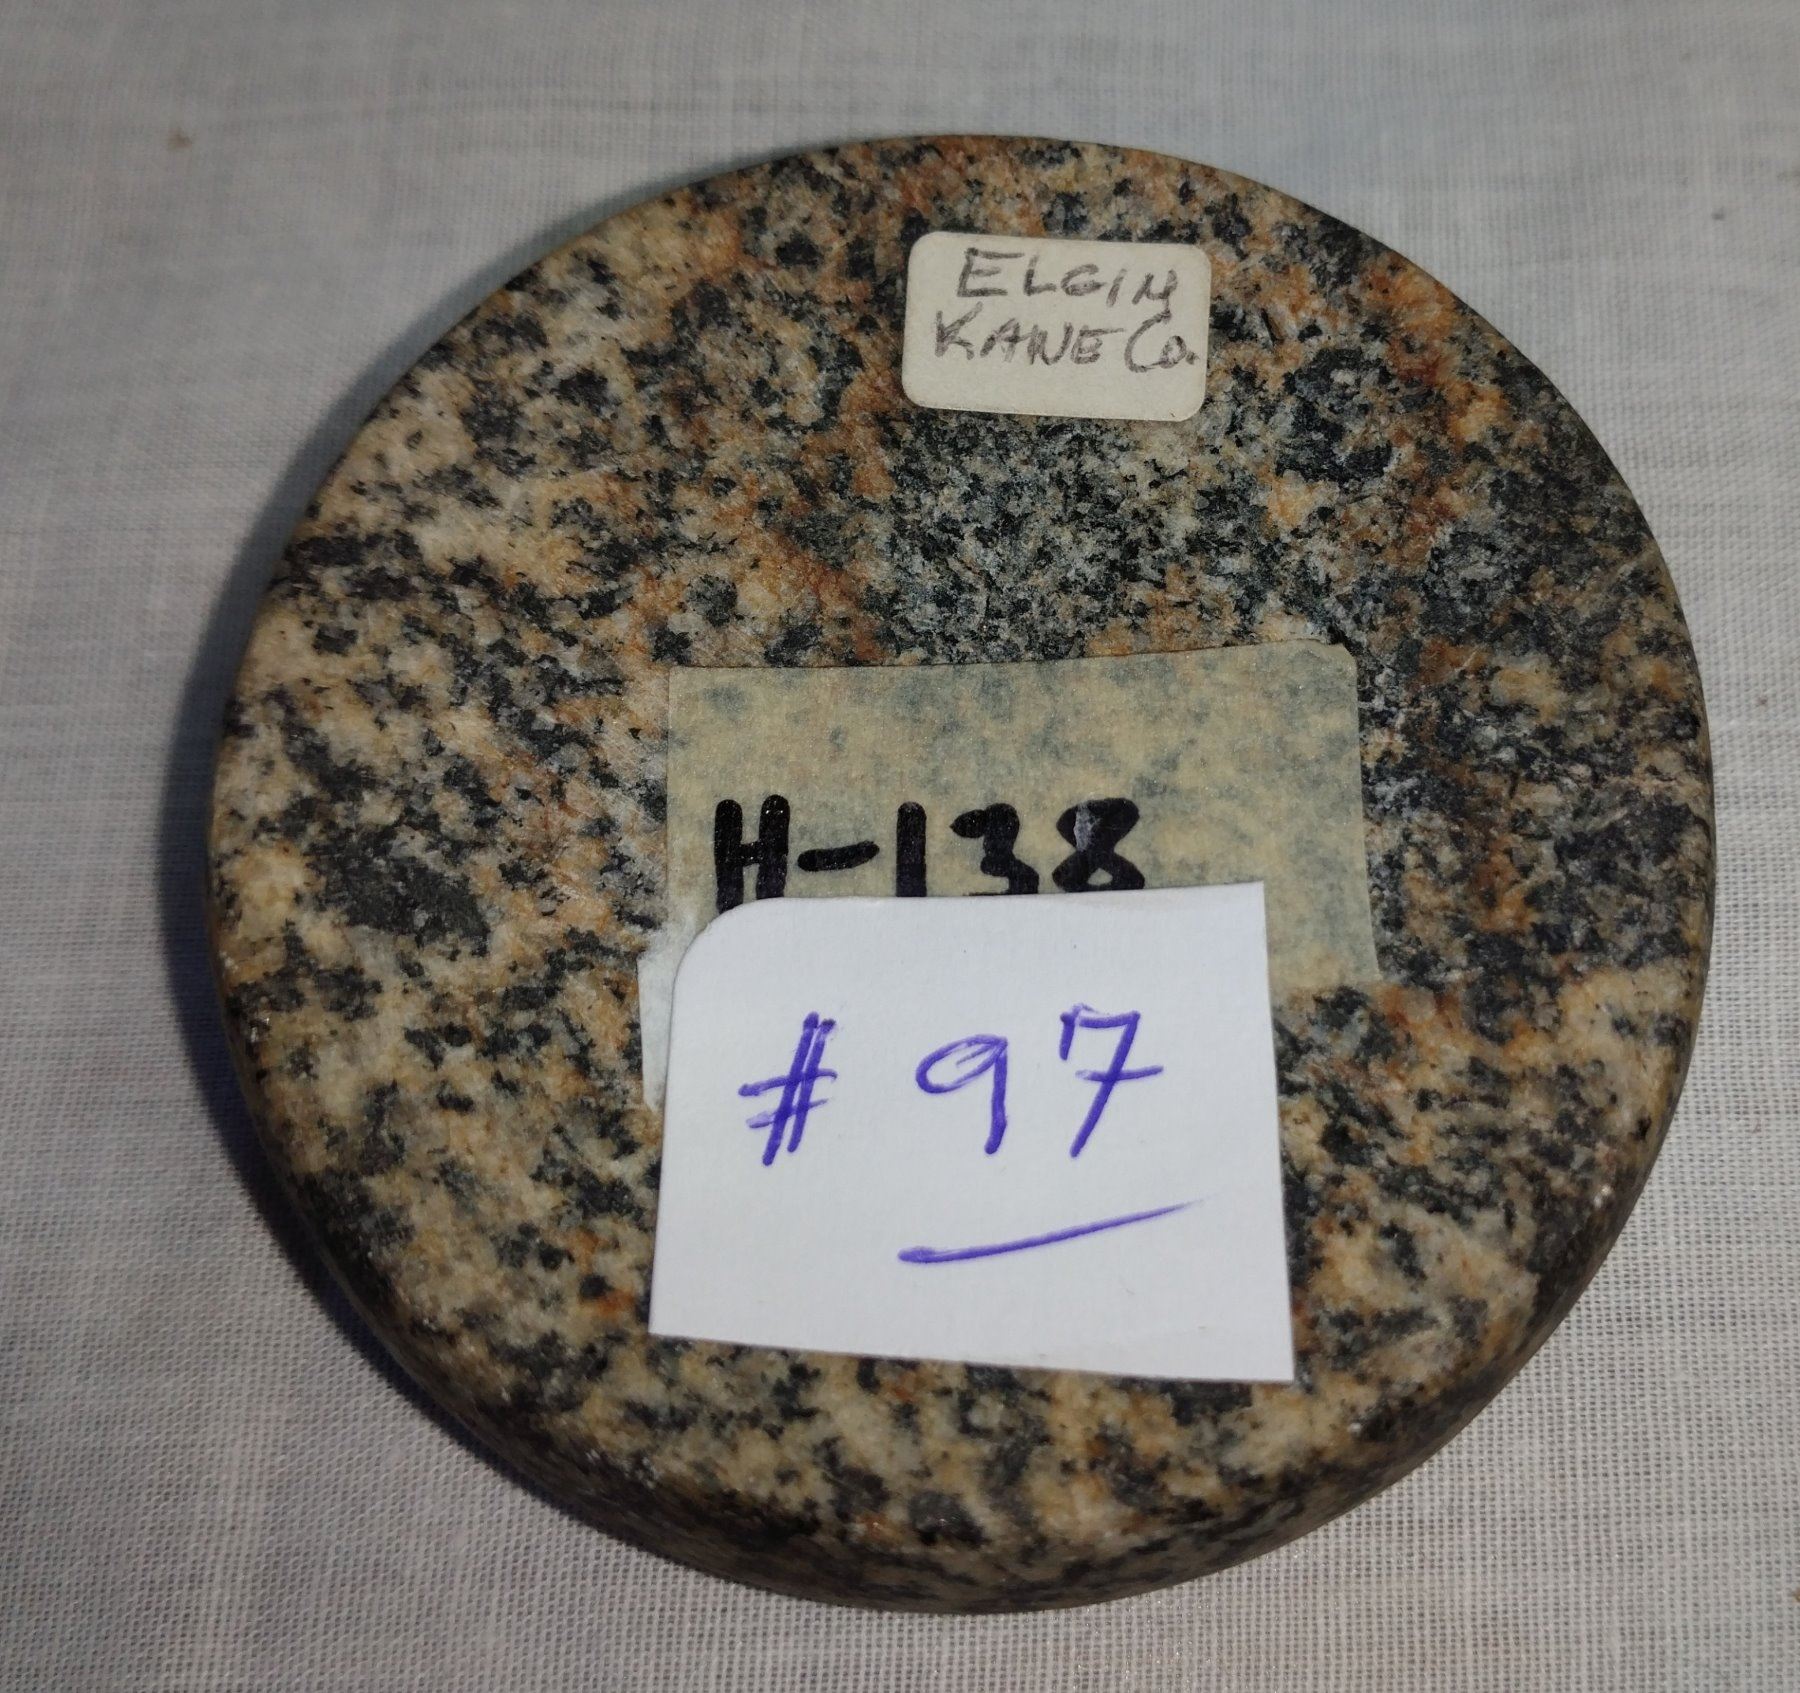 ELGIN
KANE Co.
H-138
# 97